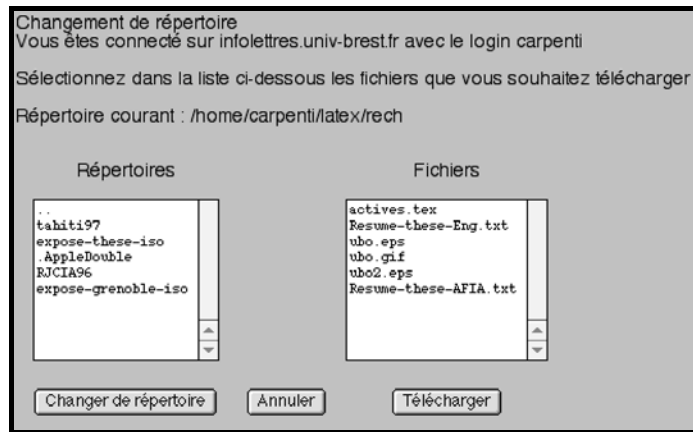 Changement de répertoire
Vous êtes connecté sur infolettres.univ-brest.fr avec le login carpenti
Sélectionnez dans la liste ci-dessous les fichiers que vous souhaitez télécharger
Répertoire courant : /home/carpenti/latex/rech
Répertoires
..
tahiti97
expose-these-iso
.AppleDouble
RJCIA96
expose-grenoble-iso
Fichiers
actives.tex
Resume-these-Eng.txt
ubo.eps
ubo.gif
ubo2.eps
Resume-these-AFIA.txt
Changer de répertoire
Annuler
Télécharger